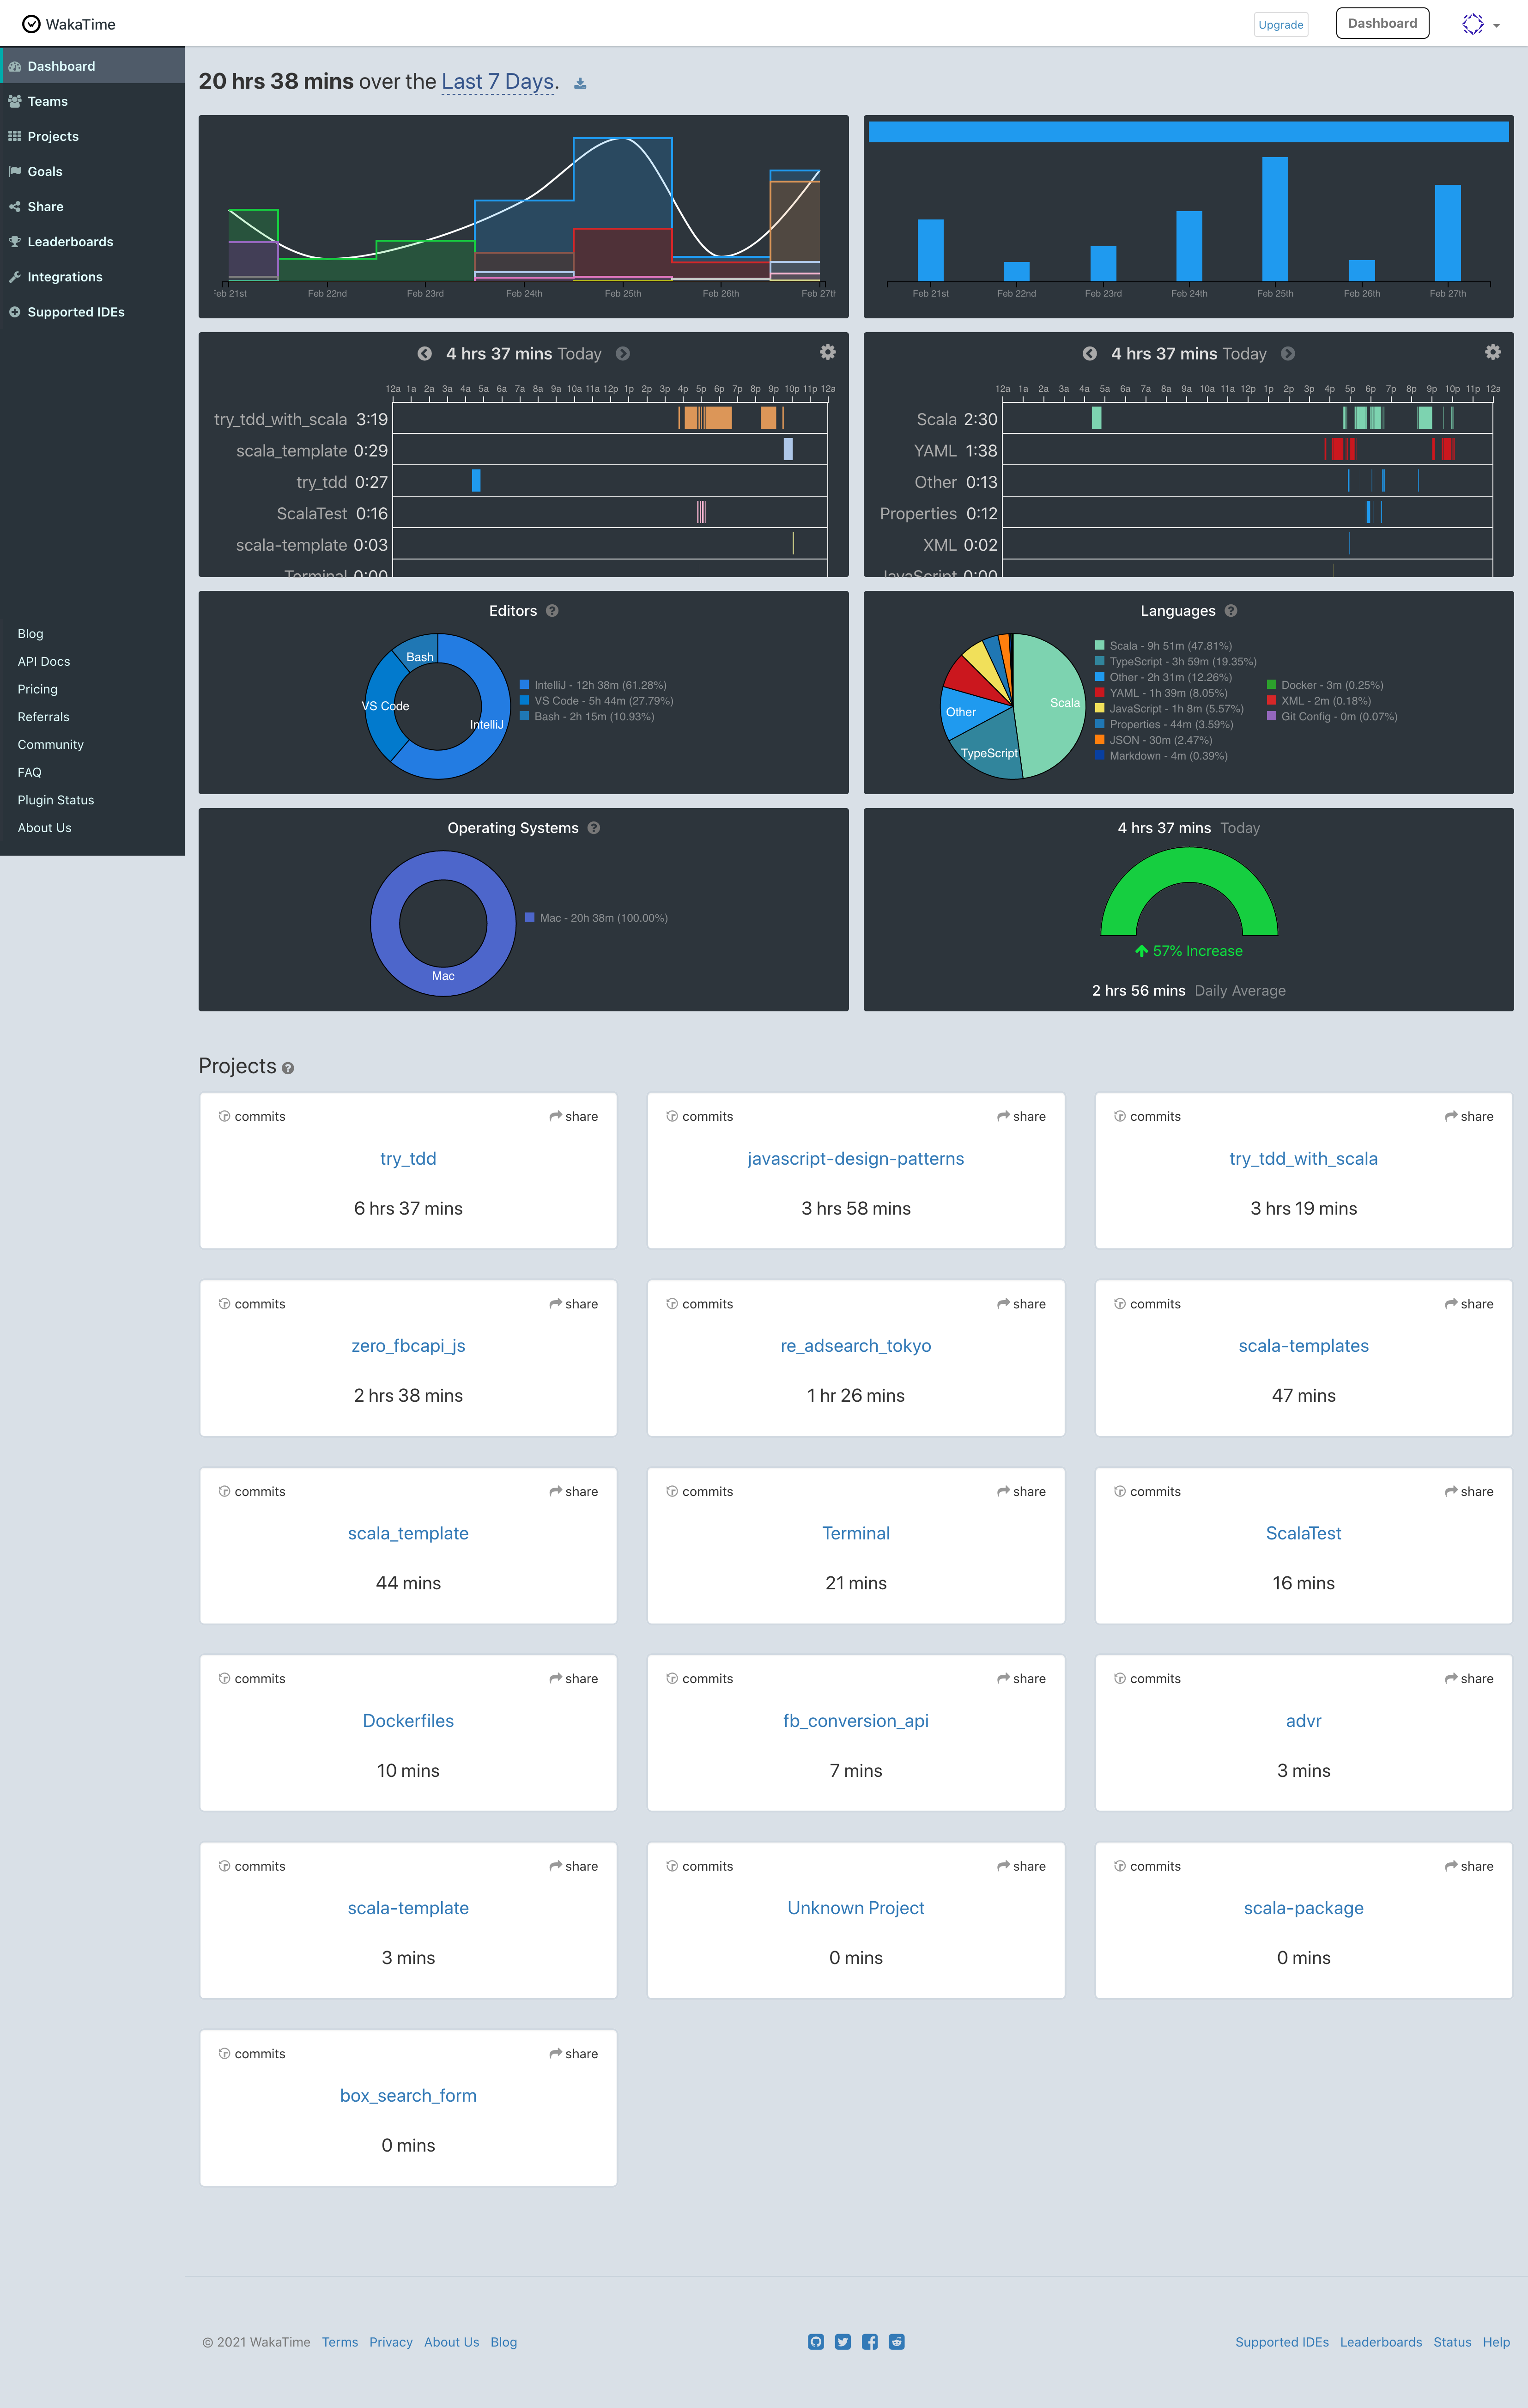 WakaTime
Upgrade
Dashboard
Dashboard
Teams
Projects
Goals
Share
Leaderboards
Integrations
Supported IDEs
Blog
API Docs
Pricing
Referrals
Community
FAQ
Plugin Status
About Us
20 hrs 38 mins over the Last 7 Days.
Feb 21st Feb 22nd Feb 23rd Feb 24th Feb 25th Feb 26th Feb 27th
Feb 21st Feb 22nd Feb 23rd Feb 24th Feb 25th Feb 26th Feb 27th
4 hrs 37 mins Today
12a 1a 2a 3a 4a 5a 6a 7a 8a 9a 10a 11a 12p 1p 2p 3p 4p 5p 6p 7p 8p 9p 10p 11p 12a
try_tdd_with_scala 3:19
scala_template 0:29
try_tdd 0:27
ScalaTest 0:16
scala-template 0:03
Terminal 0:00
4 hrs 37 mins Today
12a 1a 2a 3a 4a 5a 6a 7a 8a 9a 10a 11a 12p 1p 2p 3p 4p 5p 6p 7p 8p 9p 10p 11p 12a
Scala 2:30
YAML 1:38
Other 0:13
Properties 0:12
XML 0:02
JavaScript 0:00
Editors
Bash
VS Code
IntelliJ
IntelliJ - 12h 38m (61.28%)
VS Code - 5h 44m (27.79%)
Bash - 2h 15m (10.93%)
Languages
Scala
Other
TypeScript
Scala - 9h 51m (47.81%)
TypeScript - 3h 59m (19.35%)
Other - 2h 31m (12.26%)
YAML - 1h 39m (8.05%)
JavaScript - 1h 8m (5.57%)
Properties - 44m (3.59%)
JSON - 30m (2.47%)
Markdown - 4m (0.39%)
Docker - 3m (0.25%)
XML - 2m (0.18%)
Git Config - 0m (0.07%)
Operating Systems
Mac
Mac - 20h 38m (100.00%)
4 hrs 37 mins Today
57% Increase
2 hrs 56 mins Daily Average
Projects
commits share
try_tdd
6 hrs 37 mins
commits share
javascript-design-patterns
3 hrs 58 mins
commits share
try_tdd_with_scala
3 hrs 19 mins
commits share
zero_fbcapi_js
2 hrs 38 mins
commits share
re_adsearch_tokyo
1 hr 26 mins
commits share
scala-templates
47 mins
commits share
scala_template
44 mins
commits share
Terminal
21 mins
commits share
ScalaTest
16 mins
commits share
Dockerfiles
10 mins
commits share
fb_conversion_api
7 mins
commits share
advr
3 mins
commits share
scala-template
3 mins
commits share
Unknown Project
0 mins
commits share
scala-package
0 mins
commits share
box_search_form
0 mins
© 2021 WakaTime Terms Privacy About Us Blog
Supported IDEs Leaderboards Status Help